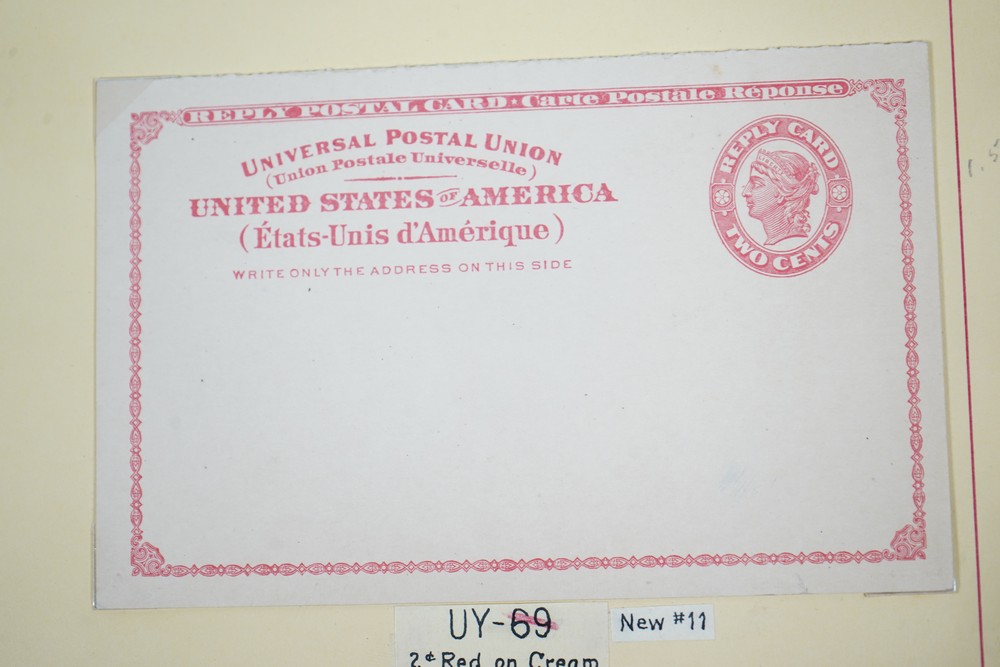 REPLY POSTAL CARD · Carte Postale Réponse
UNIVERSAL POSTAL UNION
(Union Postale Universelle)
UNITED STATES OF AMERICA
(États-Unis d'Amérique)
WRITE ONLY THE ADDRESS ON THIS SIDE
REPLY CARD
TWO CENTS
1.5
UY-69
New #11
2¢ Red on Cream